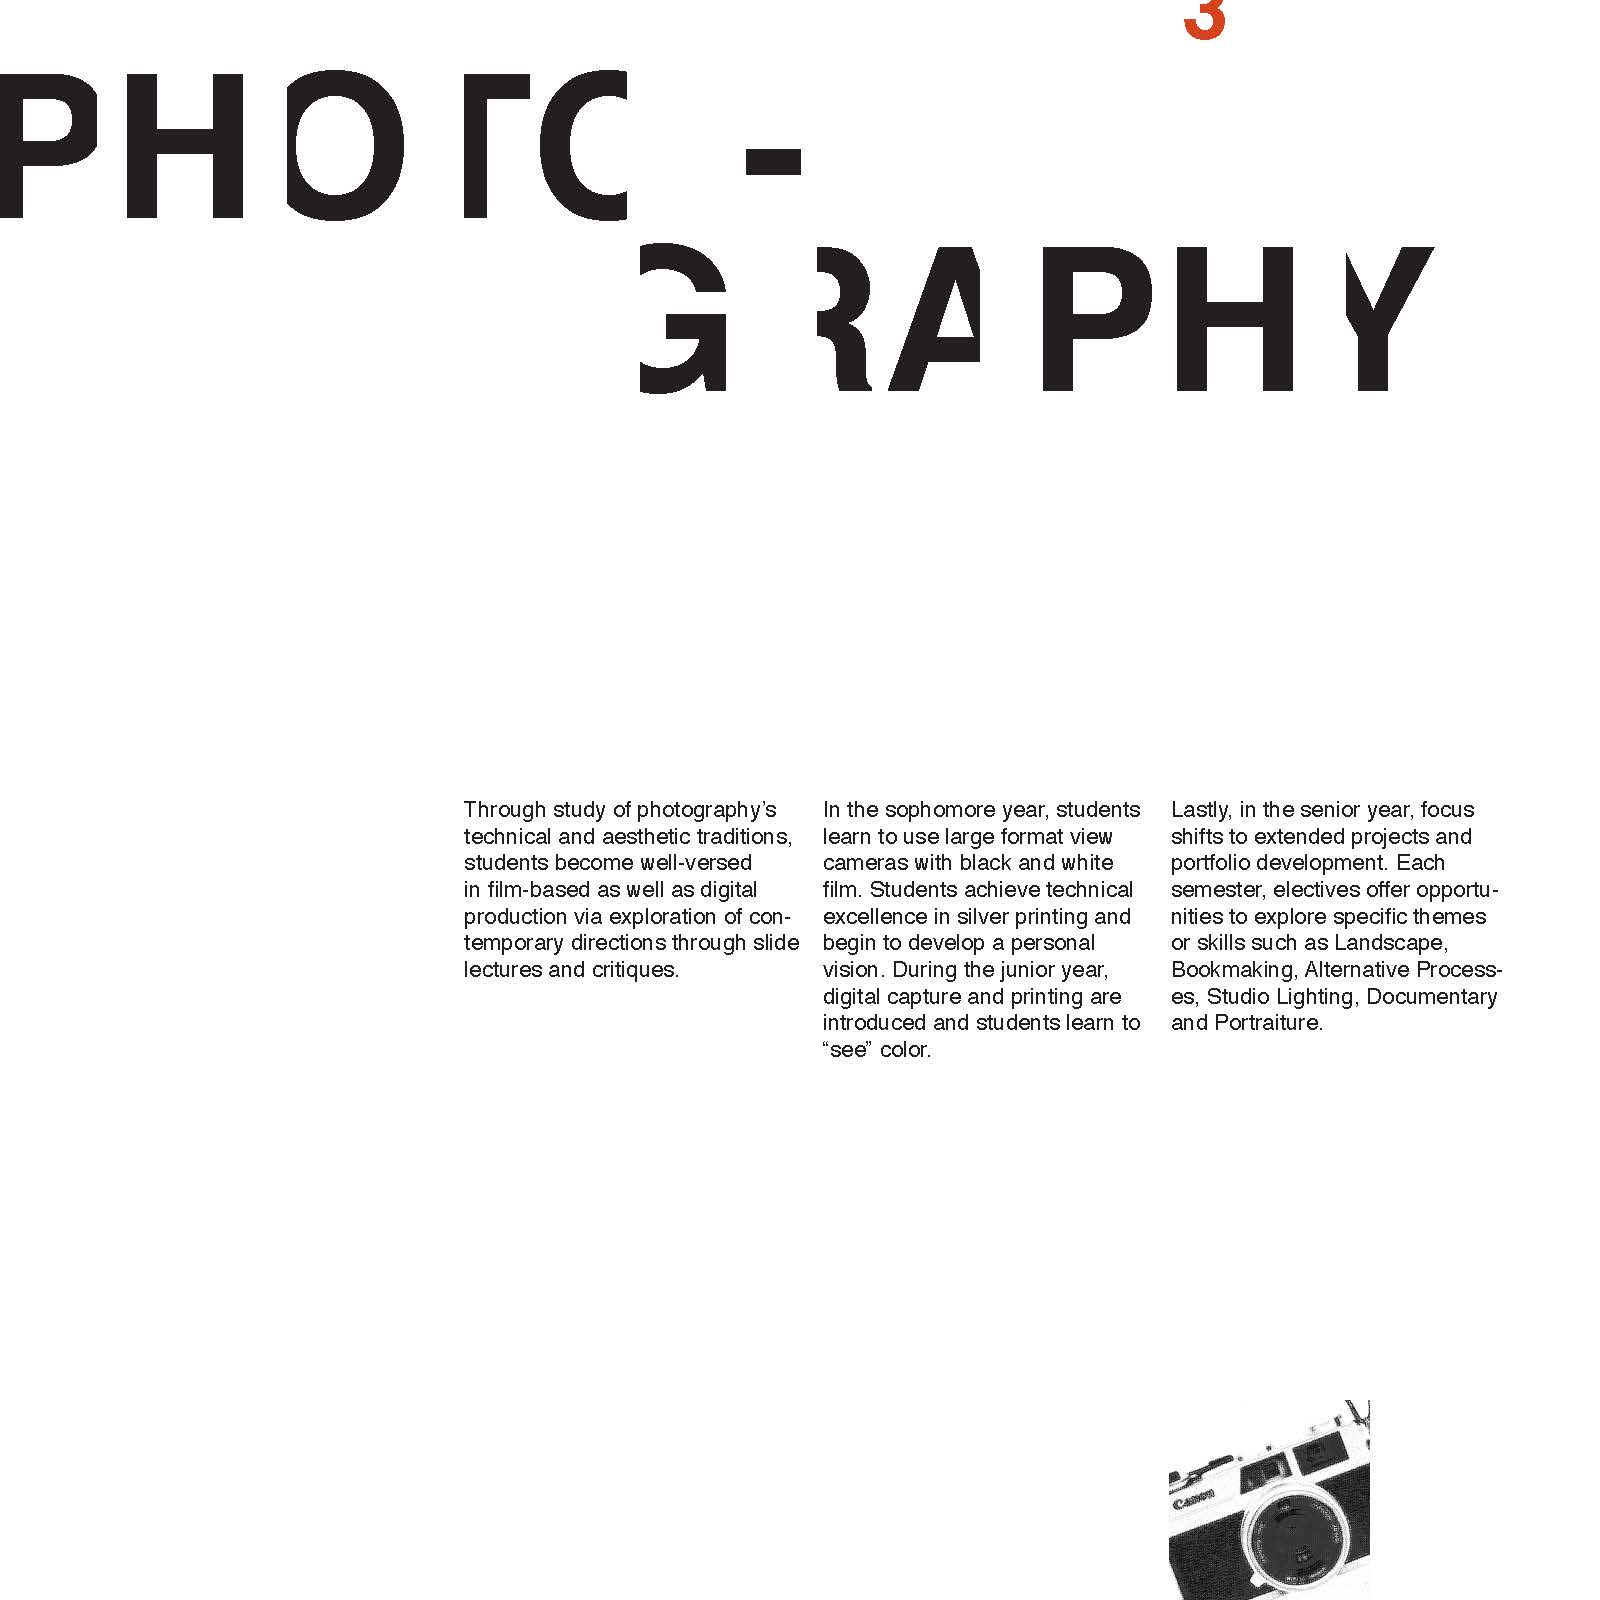 3
PHOTO-
GRAPHY
Through study of photography’s
technical and aesthetic traditions,
students become well-versed
in film-based as well as digital
production via exploration of con-
temporary directions through slide
lectures and critiques.
In the sophomore year, students
learn to use large format view
cameras with black and white
film. Students achieve technical
excellence in silver printing and
begin to develop a personal
vision. During the junior year,
digital capture and printing are
introduced and students learn to
“see” color.
Lastly, in the senior year, focus
shifts to extended projects and
portfolio development. Each
semester, electives offer opportu-
nities to explore specific themes
or skills such as Landscape,
Bookmaking, Alternative Process-
es, Studio Lighting, Documentary
and Portraiture.
Canon